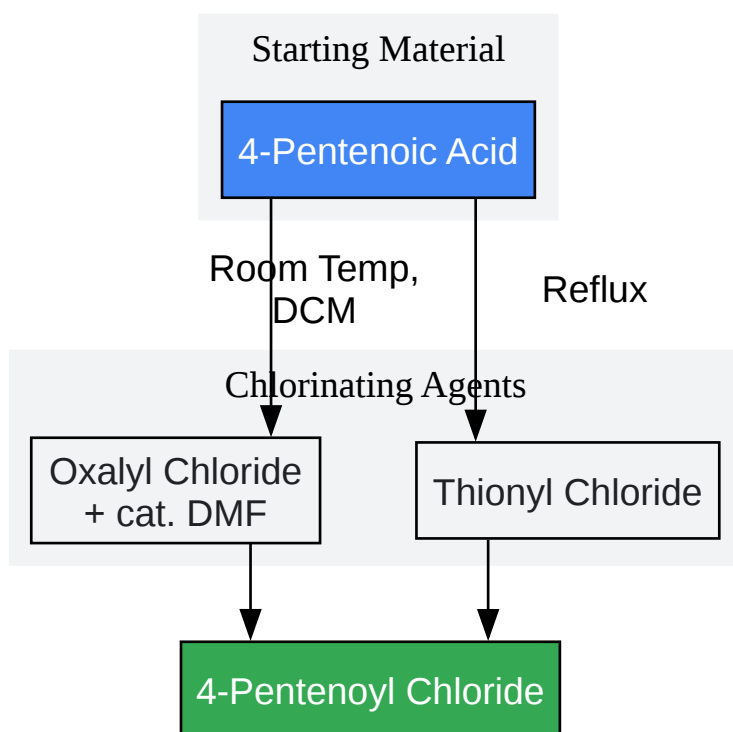 Starting Material
4-Pentenoic Acid
Room Temp,
DCM
Reflux
Chlorinating Agents
Oxalyl Chloride
+ cat. DMF
Thionyl Chloride
4-Pentenoyl Chloride